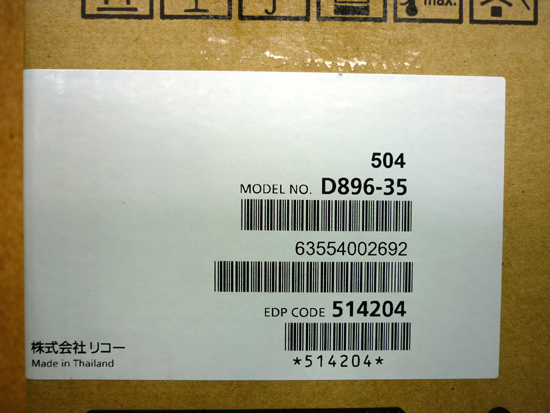 max.
504
MODEL NO. D896-35
63554002692
EDP CODE 514204
*514204*
株式会社 リコー
Made in Thailand